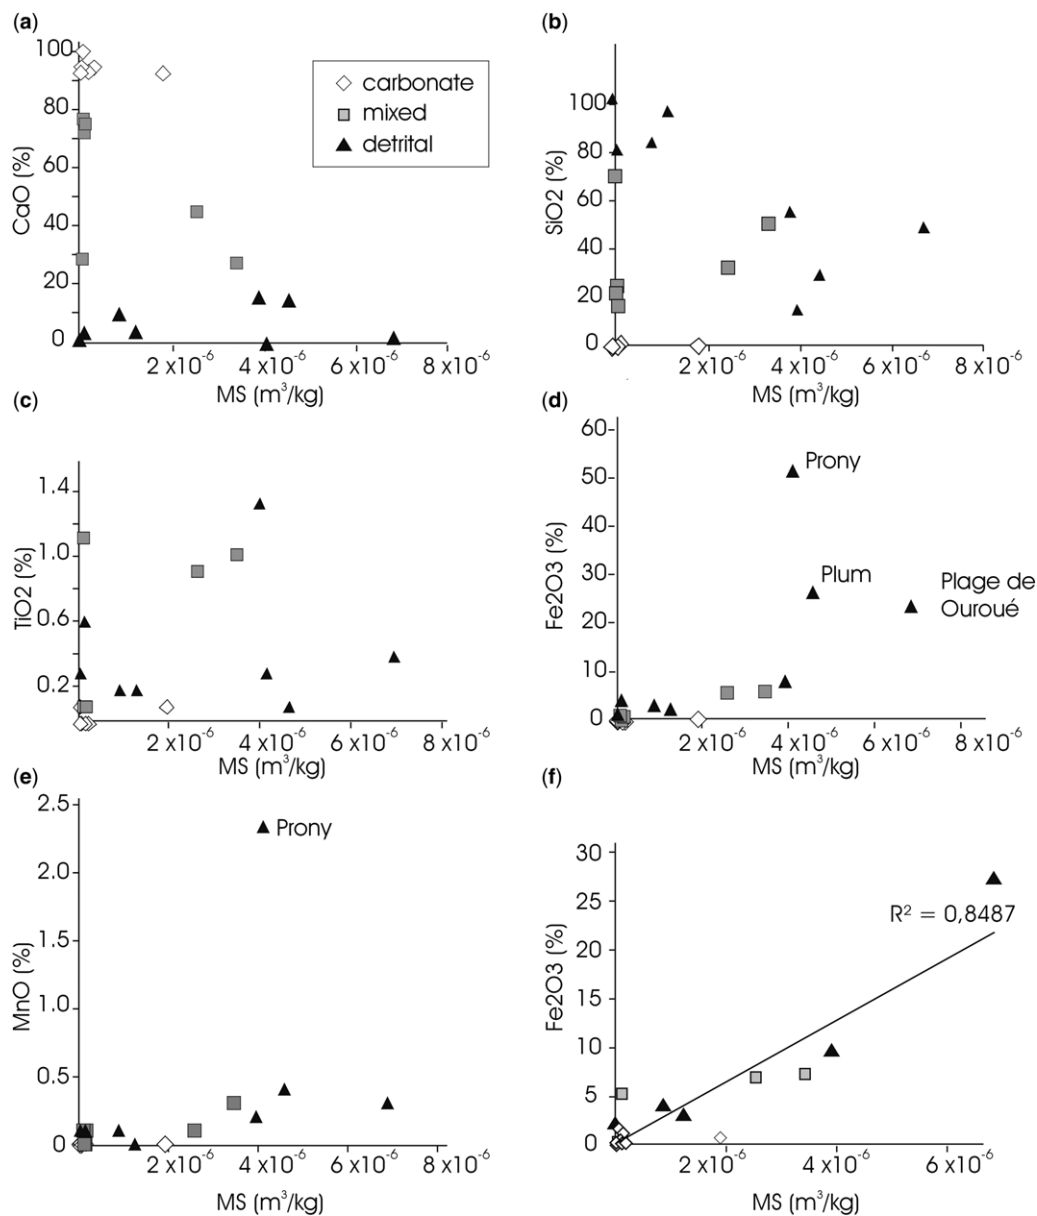 (a)
100
80
60
40
20
0
CaO (%)
2 x10-6
4 x10-6
6 x10-6
8 x10-6
MS (m3/kg)
carbonate
mixed
detrital
(b)
100
80
60
40
20
0
SiO2 (%)
2 x10-6
4 x10-6
6 x10-6
8 x10-6
MS (m3/kg)
(c)
1.4
1.0
0.6
0.2
TiO2 (%)
2 x10-6
4 x10-6
6 x10-6
8 x10-6
MS (m3/kg)
(d)
60
50
40
30
20
10
0
Fe2O3 (%)
Prony
Plum
Plage de
Ouroué
2 x10-6
4 x10-6
6 x10-6
8 x10-6
MS (m3/kg)
(e)
2.5
2.0
1.5
1.0
0.5
0
MnO (%)
Prony
2 x10-6
4 x10-6
6 x10-6
8 x10-6
MS (m3/kg)
(f)
30
25
20
15
10
5
0
Fe2O3 (%)
R2 = 0,8487
2 x10-6
4 x10-6
6 x10-6
MS (m3/kg)